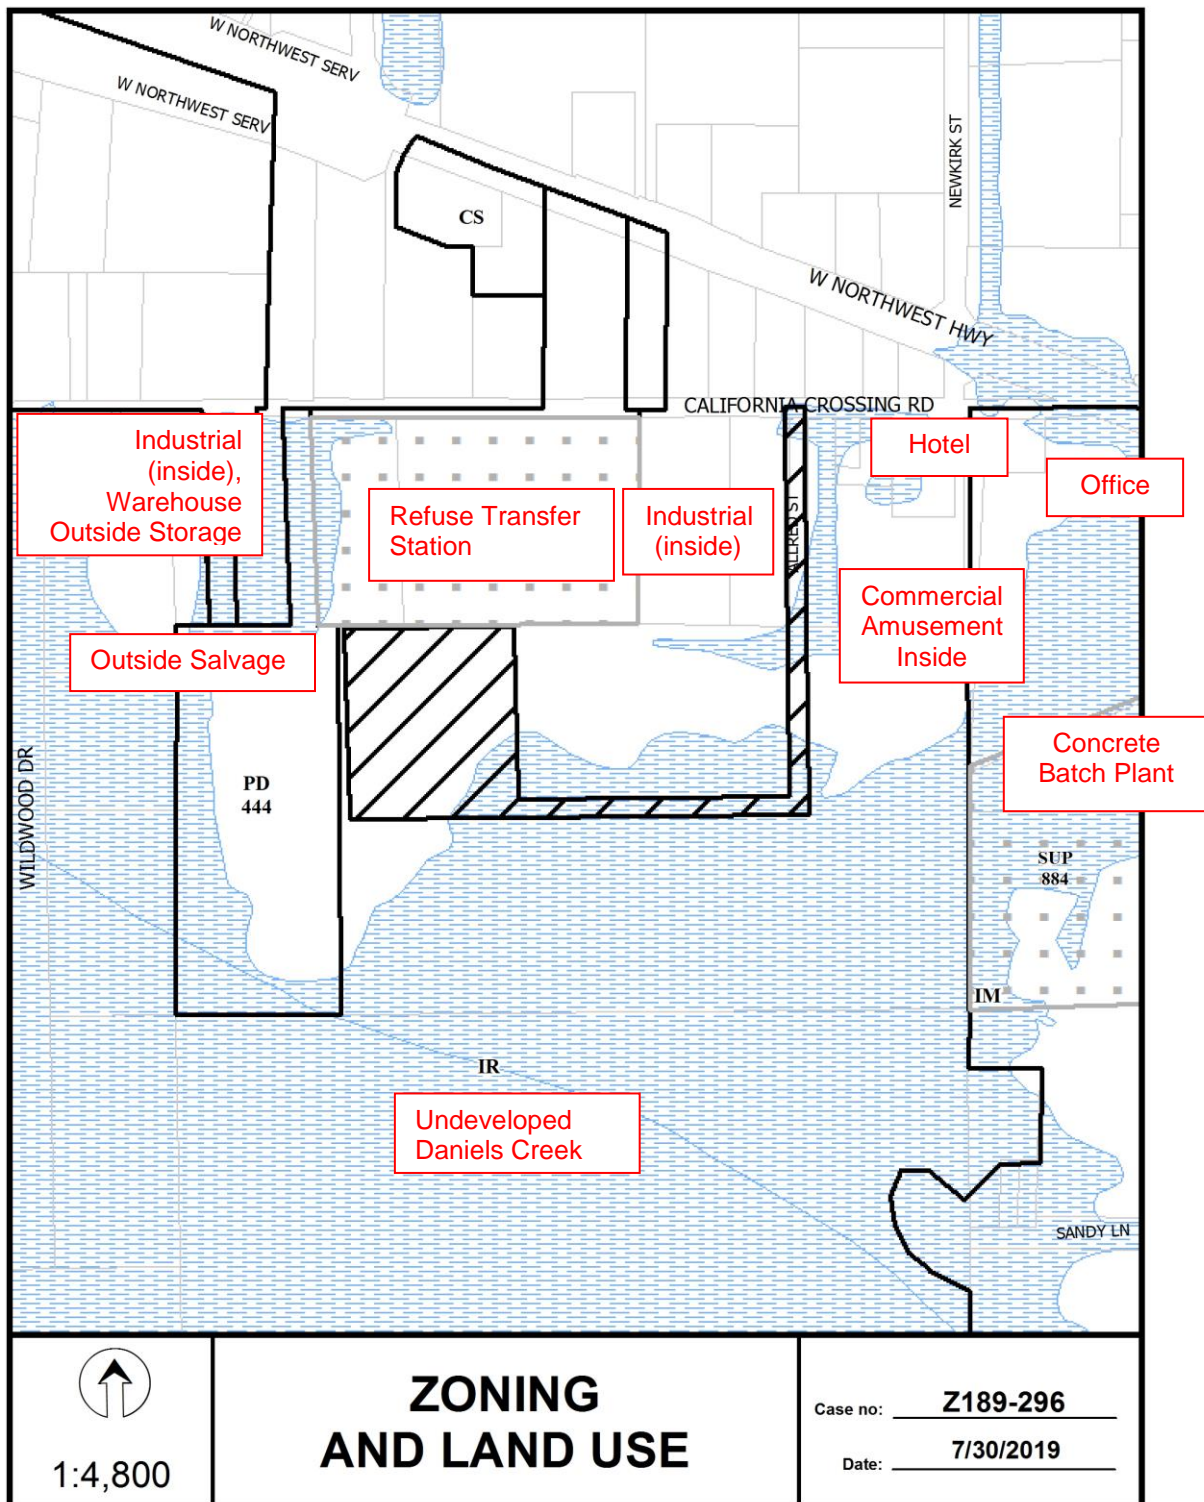 W NORTHWEST SERV
W NORTHWEST SERV
CS
NEWKIRK ST
W NORTHWEST HWY
CALIFORNIA CROSSING RD
Industrial
(inside),
Warehouse
Outside Storage
Refuse Transfer
Station
Industrial
(inside)
ALLRED ST
Hotel
Office
Commercial
Amusement
Inside
Outside Salvage
Concrete
Batch Plant
WILDWOOD DR
PD
444
SUP
884
IM
IR
Undeveloped
Daniels Creek
SANDY LN
1:4,800
ZONING
AND LAND USE
Case no: Z189-296
Date: 7/30/2019